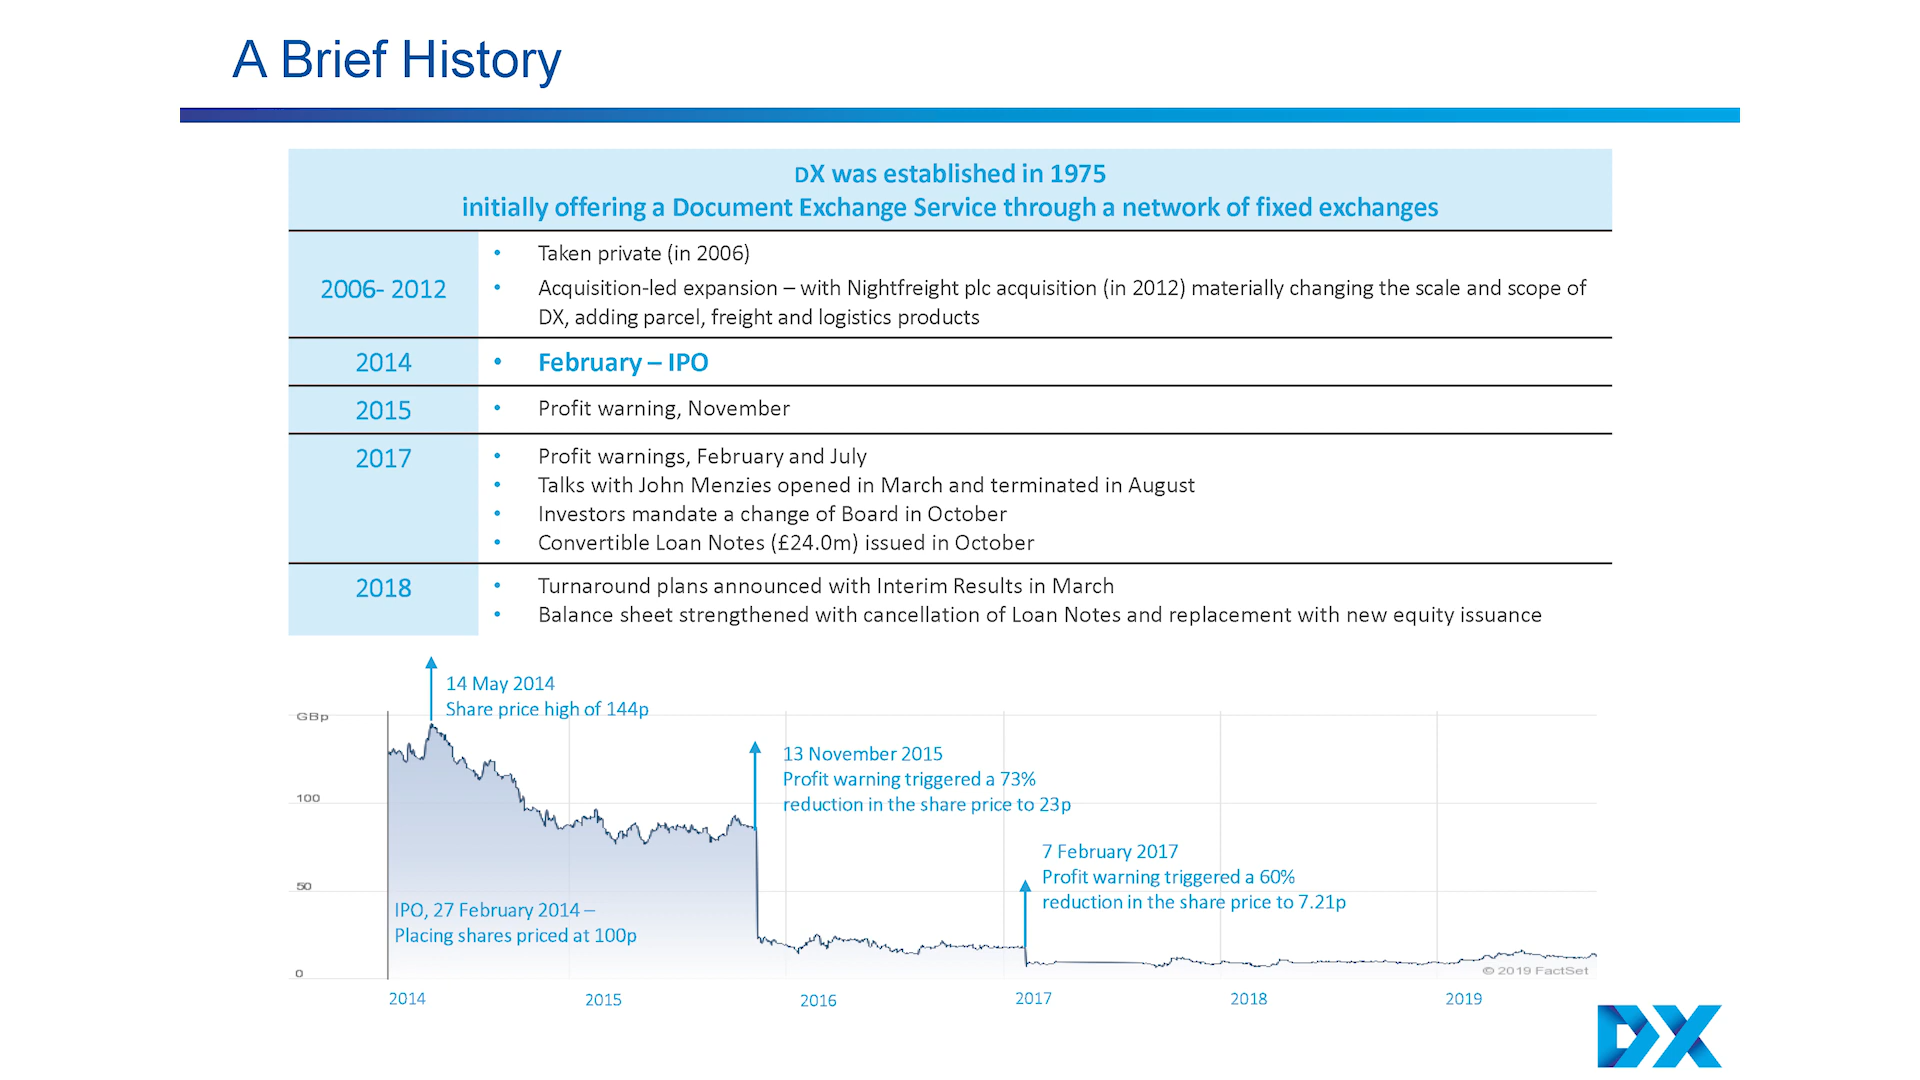 A Brief History
DX was established in 1975
initially offering a Document Exchange Service through a network of fixed exchanges
2006- 2012
• Taken private (in 2006)
• Acquisition-led expansion – with Nightfreight plc acquisition (in 2012) materially changing the scale and scope of
DX, adding parcel, freight and logistics products
2014
• February – IPO
2015
• Profit warning, November
2017
• Profit warnings, February and July
• Talks with John Menzies opened in March and terminated in August
• Investors mandate a change of Board in October
• Convertible Loan Notes (£24.0m) issued in October
2018
• Turnaround plans announced with Interim Results in March
• Balance sheet strengthened with cancellation of Loan Notes and replacement with new equity issuance
14 May 2014
Share price high of 144p
GBp
13 November 2015
Profit warning triggered a 73%
reduction in the share price to 23p
100
7 February 2017
Profit warning triggered a 60%
reduction in the share price to 7.21p
50
IPO, 27 February 2014 –
Placing shares priced at 100p
0
© 2019 FactSet
2014 2015 2016 2017 2018 2019
DX